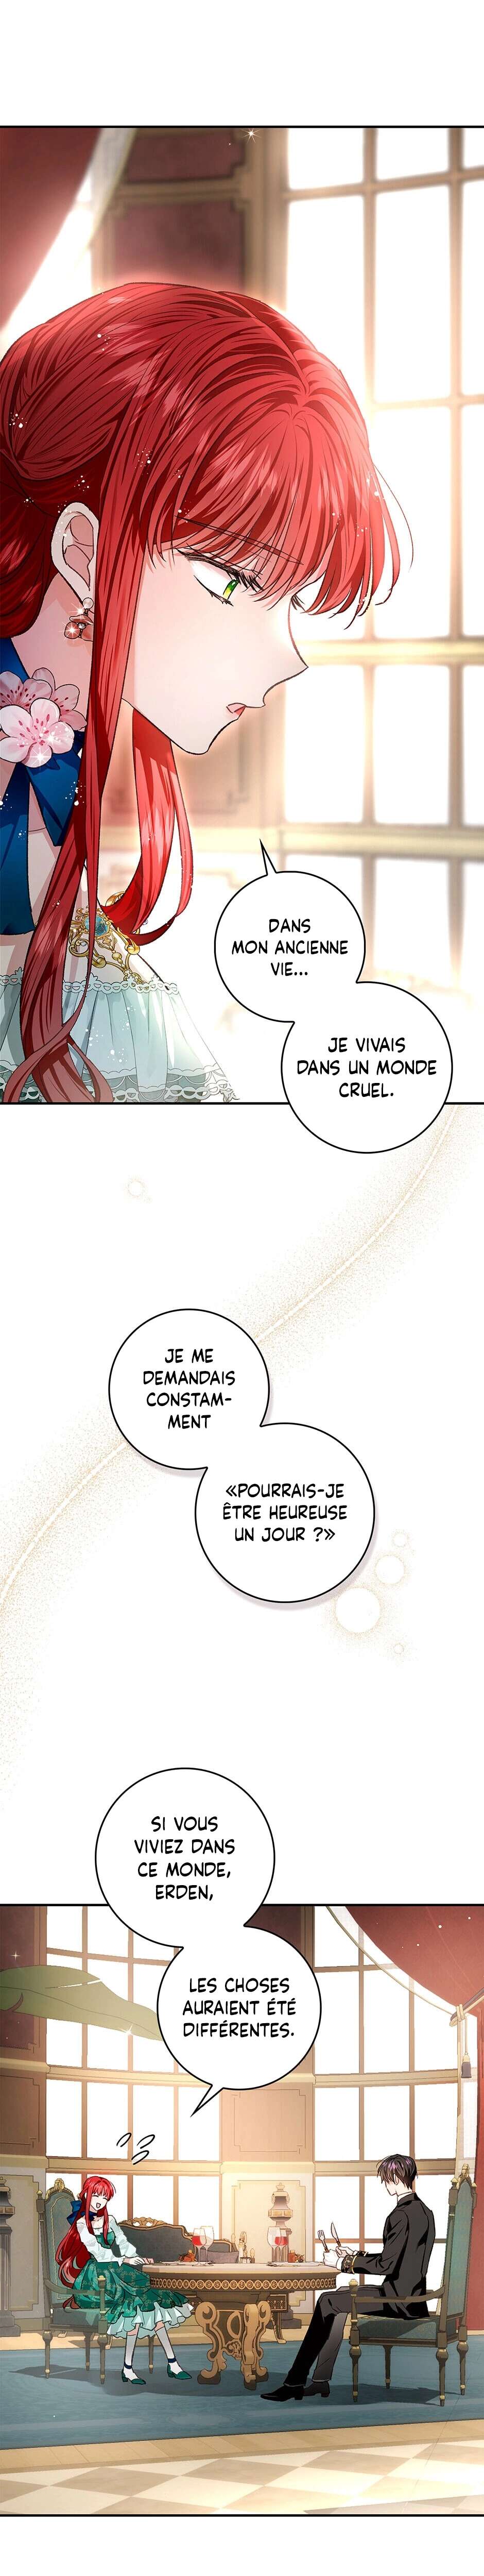 DANS
MON ANCIENNE
VIE...
JE VIVAIS
DANS UN MONDE
CRUEL.
JE ME
DEMANDAIS
CONSTAM-
MENT
«POURRAIS-JE
ÊTRE HEUREUSE
UN JOUR ?»
SI VOUS
VIVIEZ DANS
CE MONDE,
ERDEN,
LES CHOSES
AURAIENT ÉTÉ
DIFFÉRENTES.